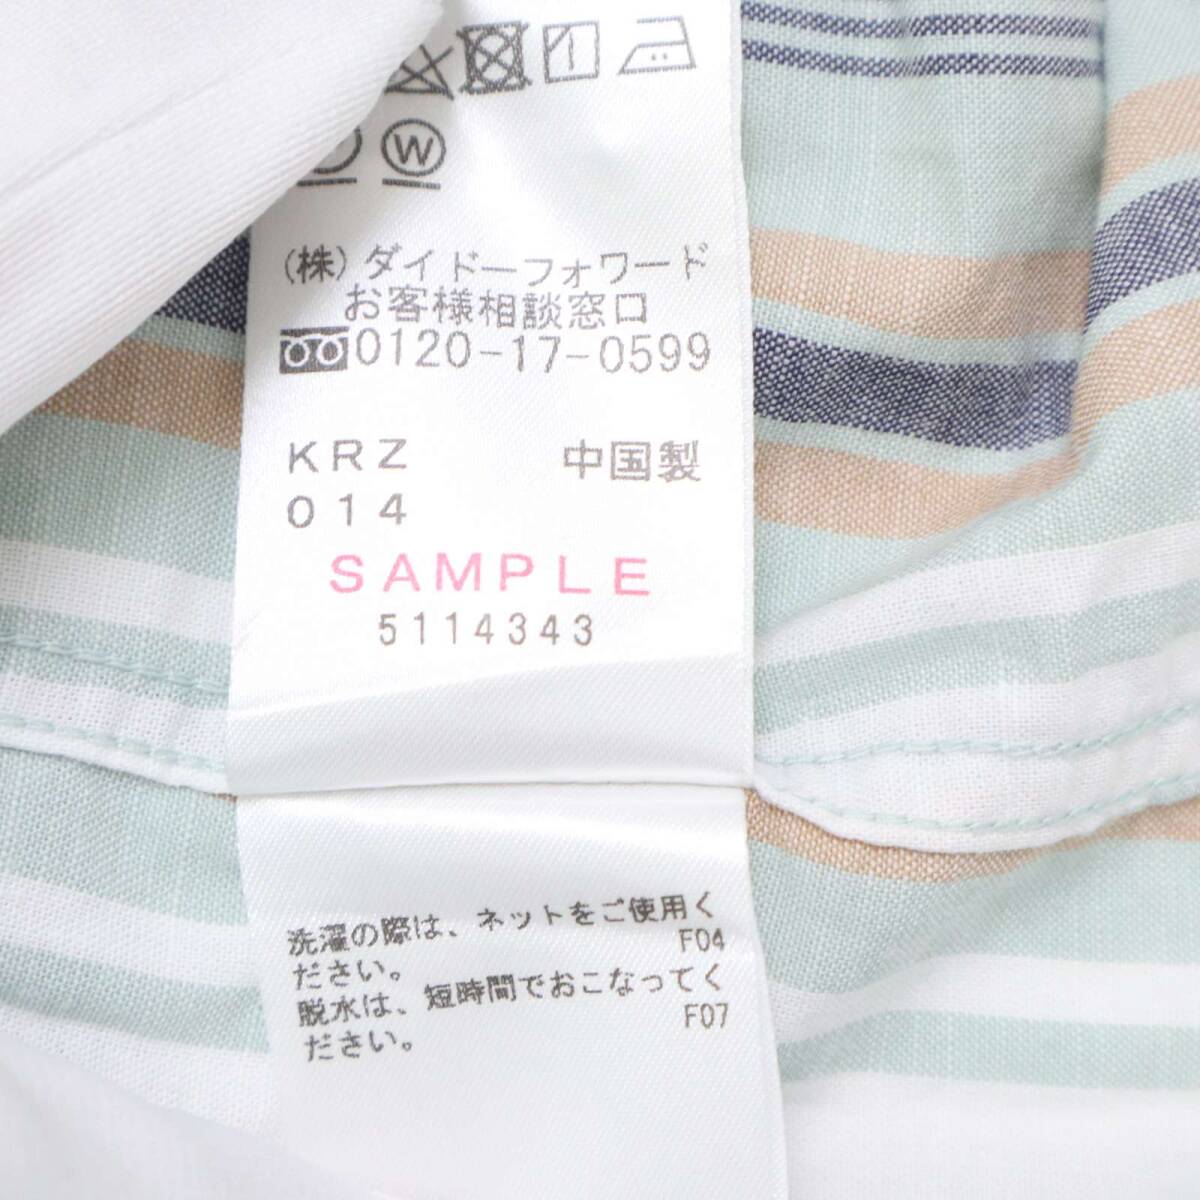 W
(株)ダイドーフォワード
お客様相談窓口
0120-17-0599
KRZ 中国製
014
SAMPLE
5114343
洗濯の際は、ネットをご使用く
F04
ださい。
脱水は、短時間でおこなってく
F07
ださい。